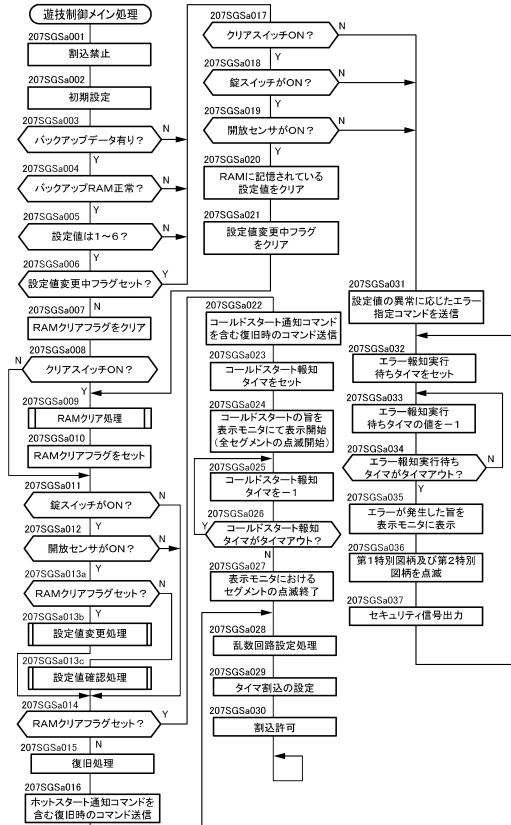 遊技制御メイン処理
207SGSa001
割込禁止
207SGSa002
初期設定
207SGSa003
バックアップデータ有り?
N
Y
207SGSa004
バックアップRAM正常?
N
Y
207SGSa005
設定値は1～6?
N
Y
207SGSa006
設定値変更中フラグセット?
Y
N
207SGSa007
RAMクリアフラグをクリア
207SGSa008
N
クリアスイッチON?
Y
207SGSa009
RAMクリア処理
207SGSa010
RAMクリアフラグをセット
207SGSa011
錠スイッチがON?
N
Y
207SGSa012
開放センサがON?
N
Y
207SGSa013a
RAMクリアフラグセット?
N
Y
207SGSa013b
設定値変更処理
207SGSa013c
設定値確認処理
207SGSa014
RAMクリアフラグセット?
Y
N
207SGSa015
復旧処理
207SGSa016
ホットスタート通知コマンドを
含む復旧時のコマンド送信
207SGSa017
クリアスイッチON?
N
Y
207SGSa018
錠スイッチがON?
N
Y
207SGSa019
開放センサがON?
N
Y
207SGSa020
RAMに記憶されている
設定値をクリア
207SGSa021
設定値変更中フラグ
をクリア
207SGSa022
コールドスタート通知コマンド
を含む復旧時のコマンド送信
207SGSa023
コールドスタート報知
タイマをセット
207SGSa024
コールドスタートの旨を
表示モニタにて表示開始
(全セグメントの点滅開始)
207SGSa025
コールドスタート報知
タイマを−1
207SGSa026
Y
コールドスタート報知
タイマがタイマアウト?
N
207SGSa027
表示モニタにおける
セグメントの点滅終了
207SGSa028
乱数回路設定処理
207SGSa029
タイマ割込の設定
207SGSa030
割込許可
207SGSa031
設定値の異常に応じたエラー
指定コマンドを送信
207SGSa032
エラー報知実行
待ちタイマをセット
207SGSa033
エラー報知実行
待ちタイマの値を−1
207SGSa034
エラー報知実行待ち
タイマがタイマアウト?
N
Y
207SGSa035
エラーが発生した旨を
表示モニタに表示
207SGSa036
第1特別図柄及び第2特別
図柄を点滅
207SGSa037
セキュリティ信号出力